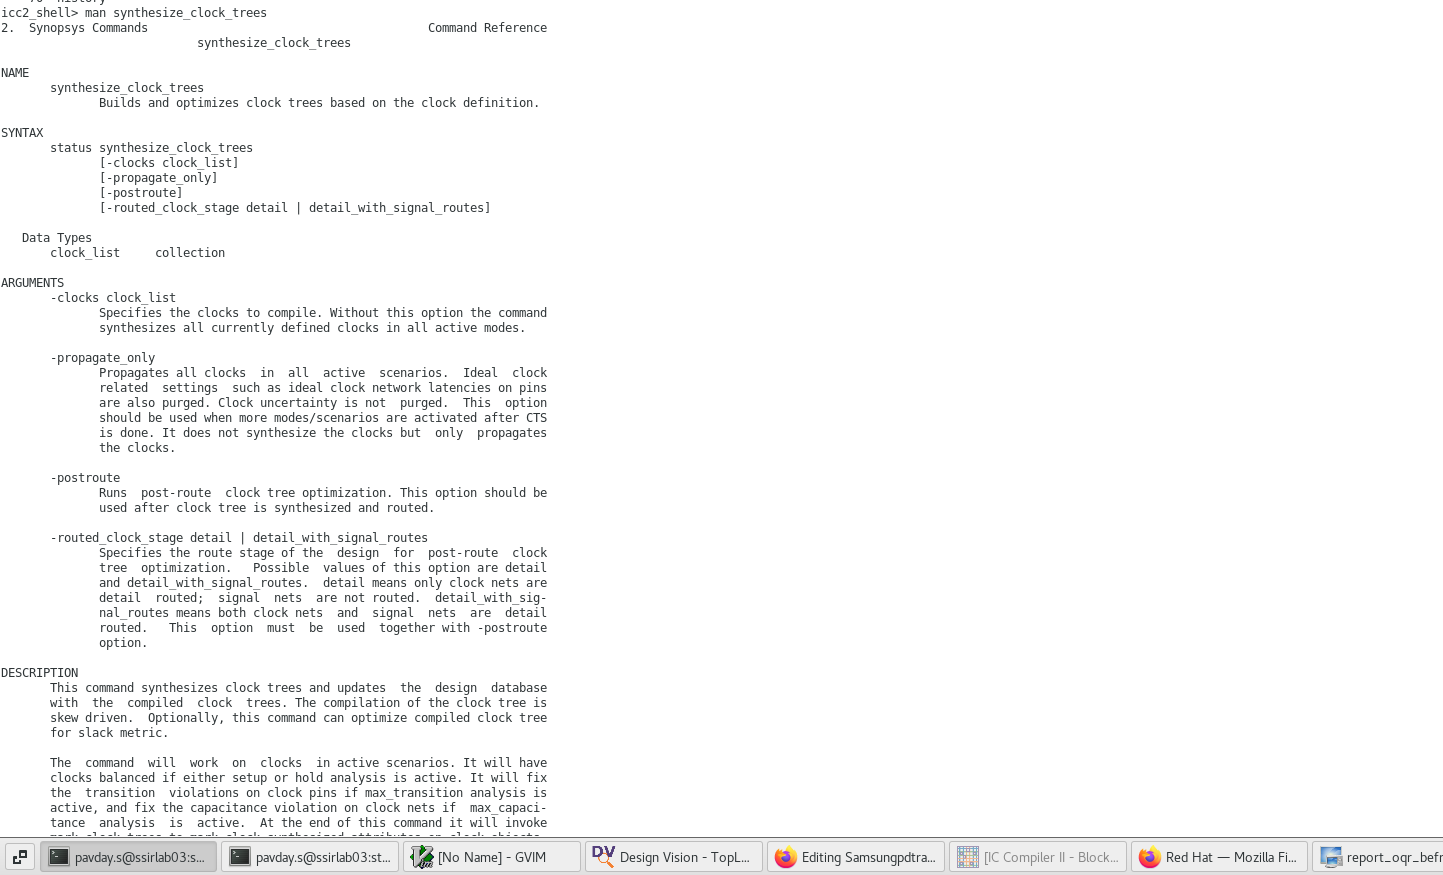 history
icc2_shell> man synthesize_clock_trees
2.  Synopsys Commands                                        Command Reference
                            synthesize_clock_trees
NAME
       synthesize_clock_trees
              Builds and optimizes clock trees based on the clock definition.
SYNTAX
       status synthesize_clock_trees
              [-clocks clock_list]
              [-propagate_only]
              [-postroute]
              [-routed_clock_stage detail | detail_with_signal_routes]
   Data Types
       clock_list     collection
ARGUMENTS
       -clocks clock_list
              Specifies the clocks to compile. Without this option the command
              synthesizes all currently defined clocks in all active modes.
       -propagate_only
              Propagates all clocks  in  all  active  scenarios.  Ideal  clock
              related  settings  such as ideal clock network latencies on pins
              are also purged. Clock uncertainty is not  purged.  This  option
              should be used when more modes/scenarios are activated after CTS
              is done. It does not synthesize the clocks but  only  propagates
              the clocks.
       -postroute
              Runs  post-route  clock tree optimization. This option should be
              used after clock tree is synthesized and routed.
       -routed_clock_stage detail | detail_with_signal_routes
              Specifies the route stage of the  design  for  post-route  clock
              tree  optimization.   Possible  values of this option are detail
              and detail_with_signal_routes.  detail means only clock nets are
              detail  routed;  signal  nets  are not routed.  detail_with_sig-
              nal_routes means both clock nets  and  signal  nets  are  detail
              routed.   This  option  must  be  used  together with -postroute
              option.
DESCRIPTION
       This command synthesizes clock trees and updates  the  design  database
       with  the  compiled  clock  trees. The compilation of the clock tree is
       skew driven.  Optionally, this command can optimize compiled clock tree
       for slack metric.
       The  command  will  work  on  clocks  in active scenarios. It will have
       clocks balanced if either setup or hold analysis is active. It will fix
       the  transition  violations on clock pins if max_transition analysis is
       active, and fix the capacitance violation on clock nets if  max_capaci-
       tance  analysis  is  active.  At the end of this command it will invoke
       mark_clock_trees to mark clock synthesized attributes on clock objects.
pavday.s@ssirlab03:s...
pavday.s@ssirlab03:st...
[No Name] - GVIM
Design Vision - TopL...
Editing Samsungpdtra...
[IC Compiler II - Block...
Red Hat — Mozilla Fi...
report_oqr_befr